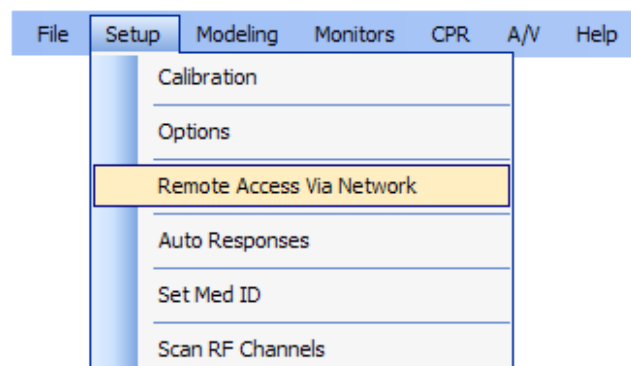 File Setup Modeling Monitors CPR A/V Help
Calibration
Options
Remote Access Via Network
Auto Responses
Set Med ID
Scan RF Channels